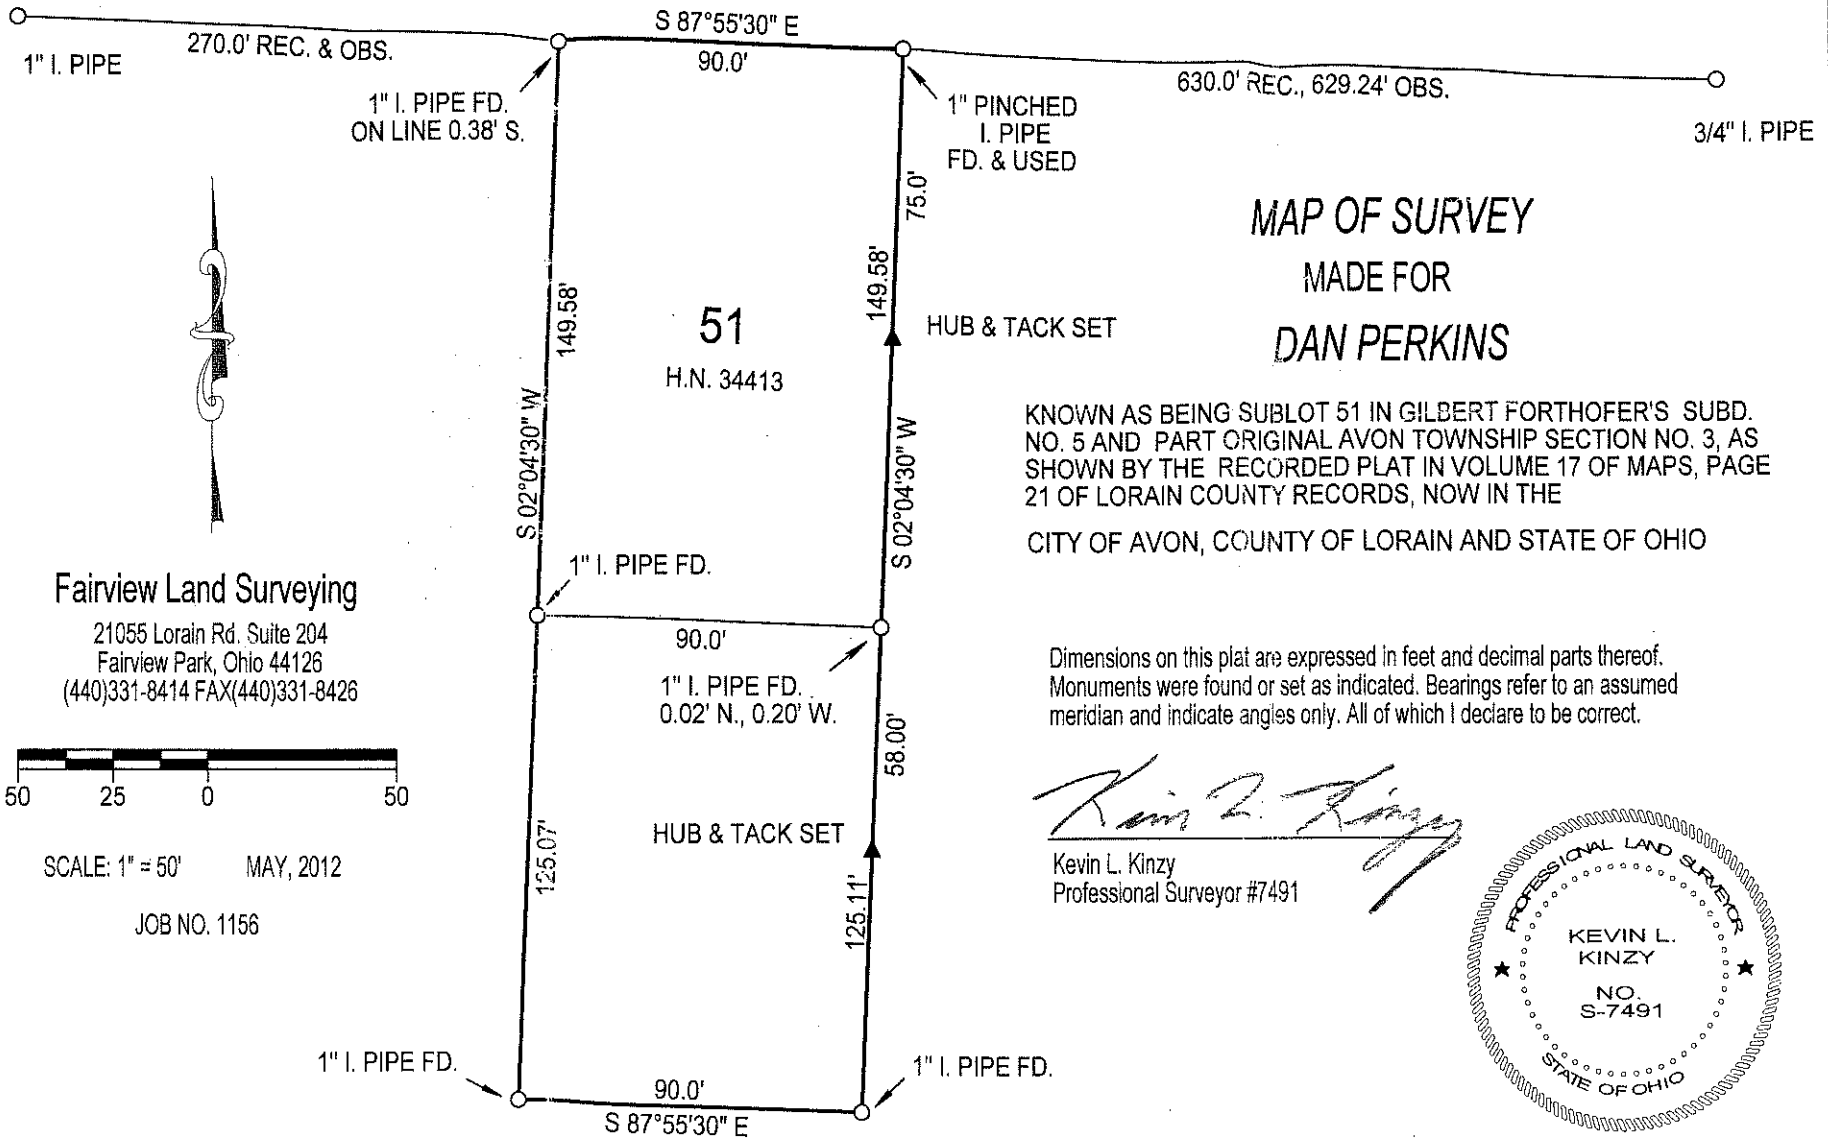 S 87°55'30" E
270.0' REC. & OBS.
90.0'
1" I. PIPE
630.0' REC., 629.24' OBS.
3/4" I. PIPE
1" I. PIPE FD.
ON LINE 0.38' S.
1" PINCHED
I. PIPE
FD. & USED
75.0'
149.58'
149.58'
51
H.N. 34413
HUB & TACK SET
S 02°04'30" W
S 02°04'30" W
MAP OF SURVEY
MADE FOR
DAN PERKINS
KNOWN AS BEING SUBLOT 51 IN GILBERT FORTHOFER'S SUBD.
NO. 5 AND PART ORIGINAL AVON TOWNSHIP SECTION NO. 3, AS
SHOWN BY THE RECORDED PLAT IN VOLUME 17 OF MAPS, PAGE
21 OF LORAIN COUNTY RECORDS, NOW IN THE
CITY OF AVON, COUNTY OF LORAIN AND STATE OF OHIO
1" I. PIPE FD.
90.0'
1" I. PIPE FD.
0.02' N., 0.20' W.
58.00'
HUB & TACK SET
125.07'
125.11'
1" I. PIPE FD.
1" I. PIPE FD.
90.0'
S 87°55'30" E
Fairview Land Surveying
21055 Lorain Rd. Suite 204
Fairview Park, Ohio 44126
(440)331-8414 FAX(440)331-8426
50 25 0 50
SCALE: 1" = 50' MAY, 2012
JOB NO. 1156
Dimensions on this plat are expressed in feet and decimal parts thereof.
Monuments were found or set as indicated. Bearings refer to an assumed
meridian and indicate angles only. All of which I declare to be correct.
Kevin L. Kinzy
Kevin L. Kinzy
Professional Surveyor #7491
PROFESSIONAL LAND SURVEYOR
KEVIN L.
KINZY
NO.
S-7491
STATE OF OHIO